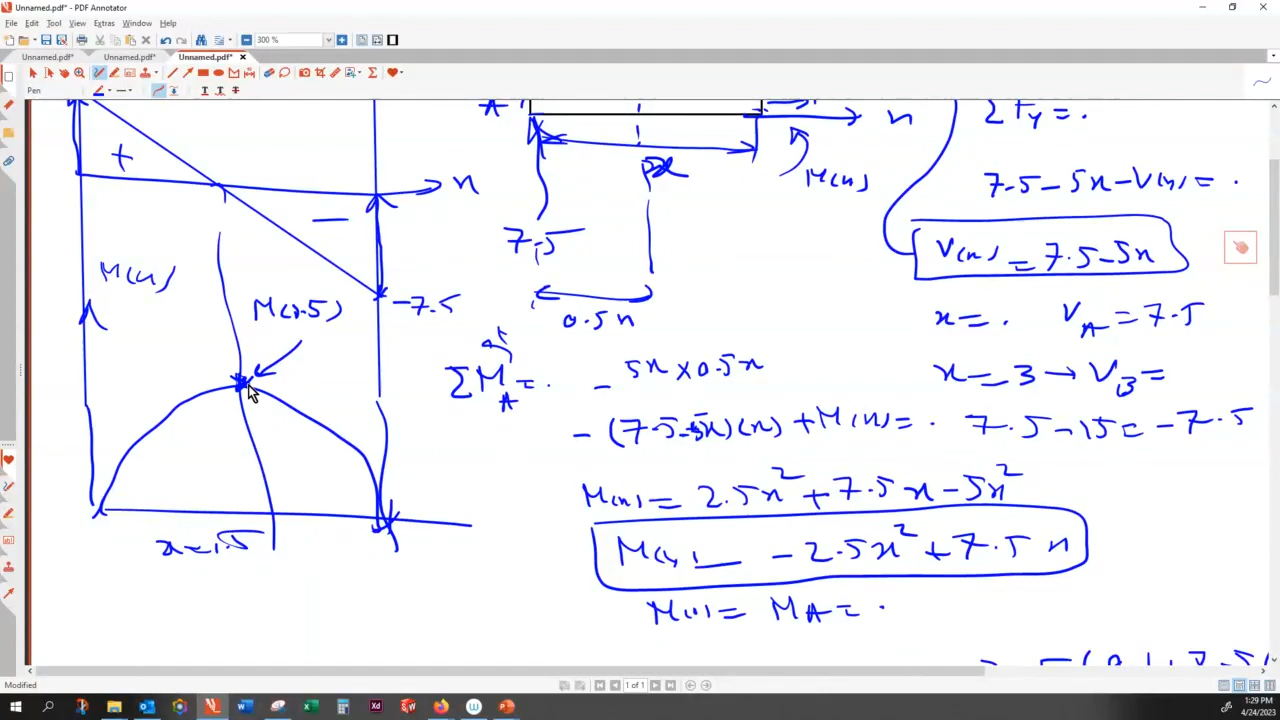 Unnamed.pdf* - PDF Annotator
File Edit Tool View Extras Window Help
300 %
Unnamed.pdf* Unnamed.pdf* Unnamed.pdf*
Pen
A
x
ΣFy = 0
+
x
M(x)
7.5 - 5x - V(x) = 0
-
7.5
V(x) = 7.5 - 5x
M(x)
M(1.5)
-7.5
0.5x
x = 0 VA = 7.5
ΣMA = 0 - 5x × 0.5x
x = 3 → VB =
- (7.5 - 5x)(x) + M(x) = 0
7.5 - 15 = -7.5
M(x) = 2.5x² + 7.5x - 5x²
x = 1.5
M(x) = -2.5x² + 7.5x
M(0) = MA = 0
1 of 1
Modified
1:29 PM
4/24/2023